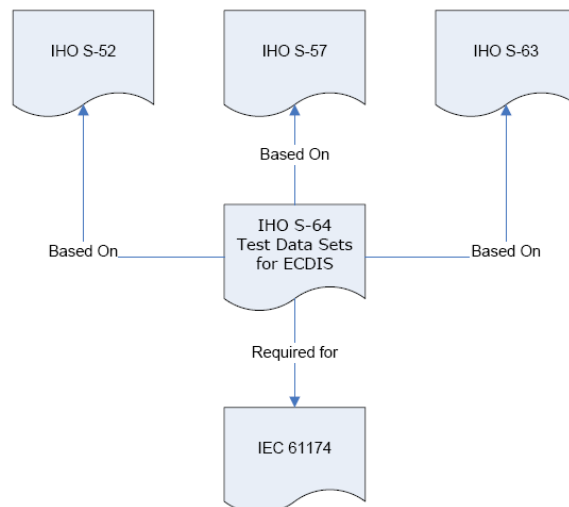 IHO S-52
IHO S-57
IHO S-63
Based On
Based On
Based On
IHO S-64
Test Data Sets
for ECDIS
Required for
IEC 61174